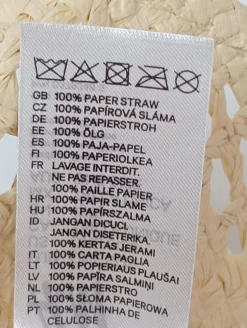 GB 100% PAPER STRAW
CZ 100% PAPÍROVÁ SLÁMA
DE 100% PAPIERSTROH
EE 100% ÕLG
ES 100% PAJA-PAPEL
FI 100% PAPERIOLKEA
FR LAVAGE INTERDIT.
NE PAS REPASSER.
100% PAILLE PAPIER
HR 100% PAPIR SLAME
HU 100% PAPÍRSZALMA
ID JANGAN DICUCI.
JANGAN DISETERIKA.
100% KERTAS JERAMI
IT 100% CARTA PAGLIA
LT 100% POPIERIAUS PLAUŠAI
LV 100% PAPĪRA SALMIŅI
NL 100% PAPIERSTRO
PL 100% SŁOMA PAPIEROWA
PT 100% PALHINHA DE
CELULOSE